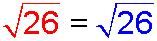 √26 = √26